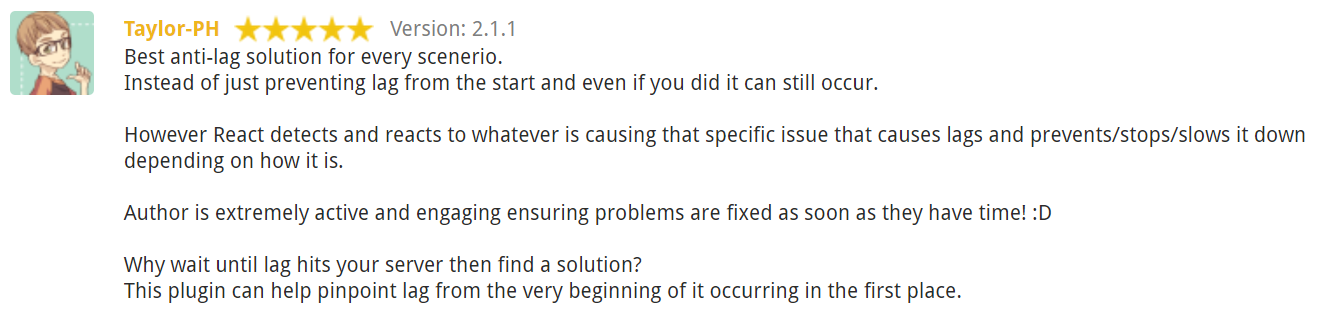 Taylor-PH Version: 2.1.1
Best anti-lag solution for every scenerio.
Instead of just preventing lag from the start and even if you did it can still occur.
However React detects and reacts to whatever is causing that specific issue that causes lags and prevents/stops/slows it down
depending on how it is.
Author is extremely active and engaging ensuring problems are fixed as soon as they have time! :D
Why wait until lag hits your server then find a solution?
This plugin can help pinpoint lag from the very beginning of it occurring in the first place.